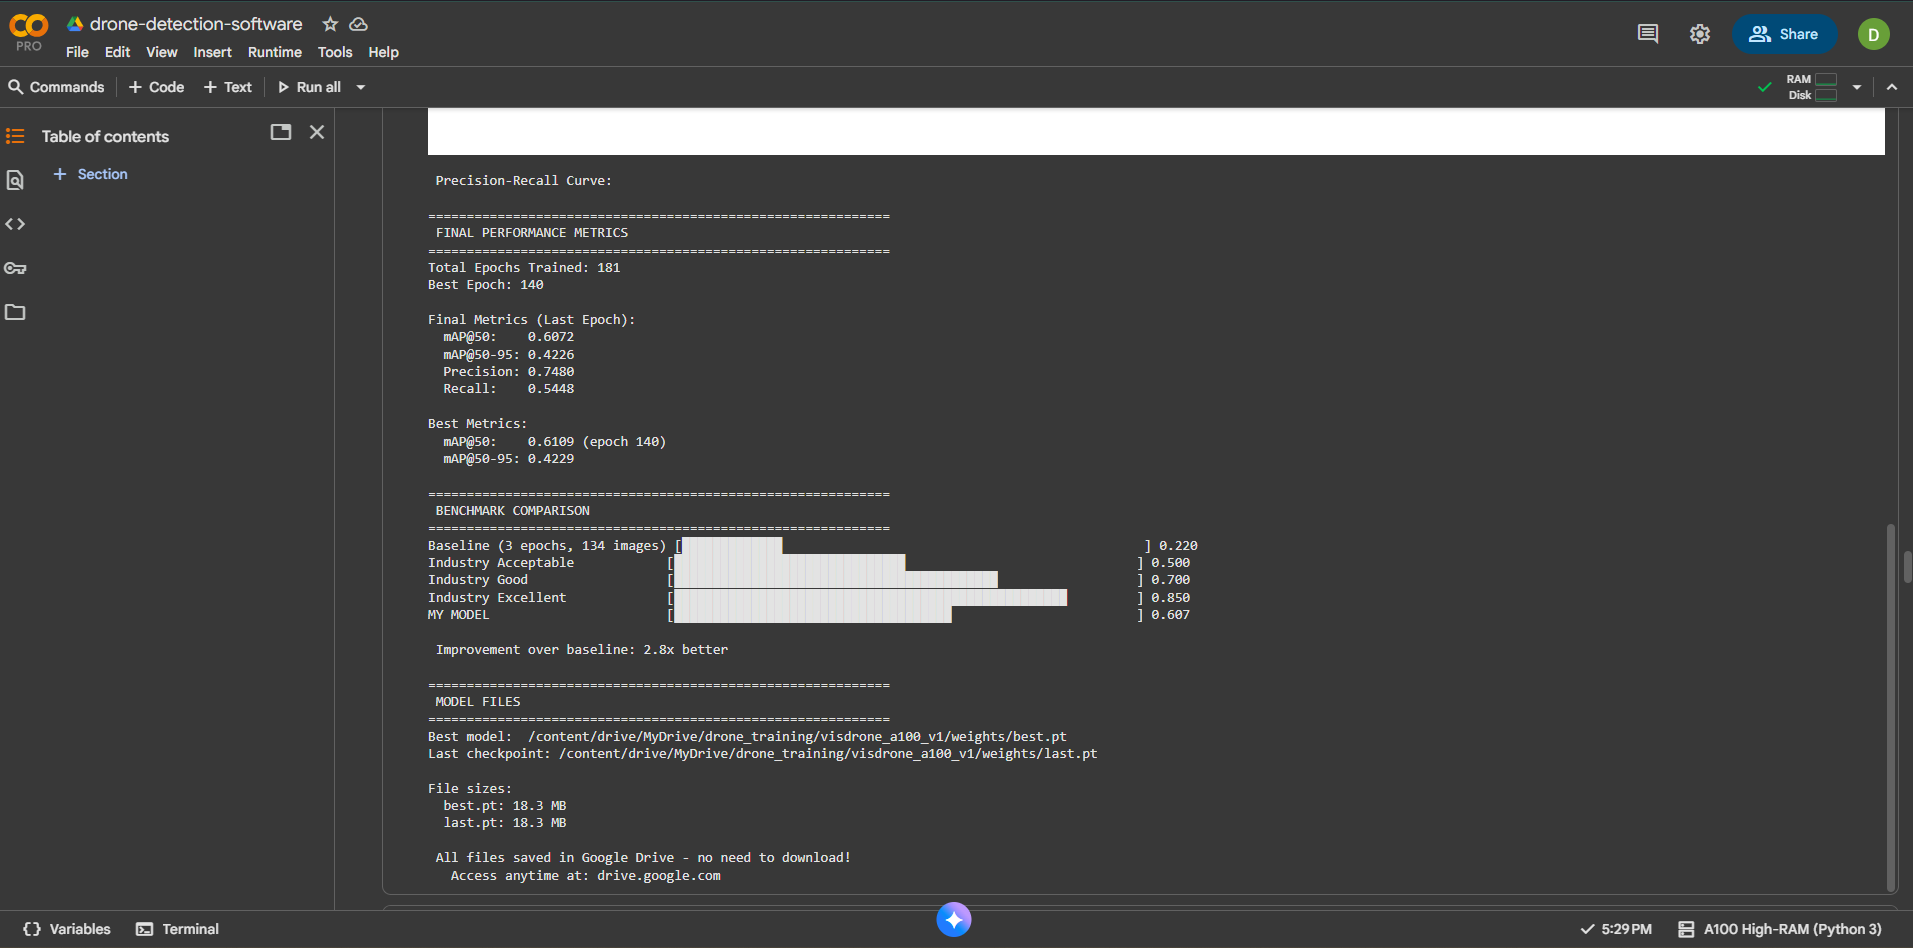 CO
PRO
drone-detection-software
File Edit View Insert Runtime Tools Help
Share
D
Commands
+ Code
+ Text
Run all
RAM
Disk
Table of contents
+ Section
Precision-Recall Curve:
============================================================
FINAL PERFORMANCE METRICS
============================================================
Total Epochs Trained: 181
Best Epoch: 140
Final Metrics (Last Epoch):
mAP@50: 0.6072
mAP@50-95: 0.4226
Precision: 0.7480
Recall: 0.5448
Best Metrics:
mAP@50: 0.6109 (epoch 140)
mAP@50-95: 0.4229
============================================================
BENCHMARK COMPARISON
============================================================
Baseline (3 epochs, 134 images) [ ] 0.220
Industry Acceptable [ ] 0.500
Industry Good [ ] 0.700
Industry Excellent [ ] 0.850
MY MODEL [ ] 0.607
Improvement over baseline: 2.8x better
============================================================
MODEL FILES
============================================================
Best model: /content/drive/MyDrive/drone_training/visdrone_a100_v1/weights/best.pt
Last checkpoint: /content/drive/MyDrive/drone_training/visdrone_a100_v1/weights/last.pt
File sizes:
best.pt: 18.3 MB
last.pt: 18.3 MB
All files saved in Google Drive - no need to download!
Access anytime at: drive.google.com
{} Variables
Terminal
5:29 PM
A100 High-RAM (Python 3)